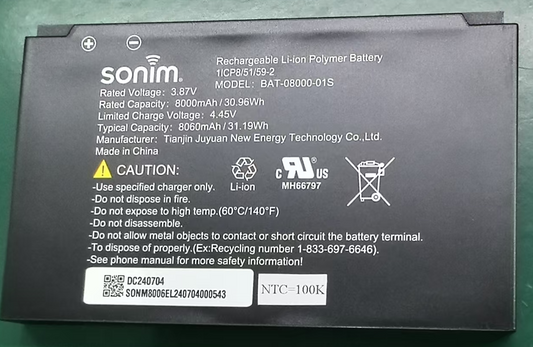 sonim
Rechargeable Li-ion Polymer Battery
1ICP8/51/59-2
MODEL: BAT-08000-01S
Rated Voltage: 3.87V
Rated Capacity: 8000mAh/30.96Wh
Limited Charge Voltage: 4.45V
Typical Capacity: 8060mAh/31.19Wh
Manufacturer: Tianjin Juyuan New Energy Technology Co.,Ltd.
Made in China
CAUTION:
-Use specified charger only.
-Do not dispose in fire.
-Do not expose to high temp.(60°C/140°F)
-Do not disassemble.
-Do not allow metal objects to contact or short circuit the battery terminal.
-To dispose of properly.(Ex:Recycling number 1-833-697-6646).
-See phone manual for more safety information!
Li-ion
C RU US
MH66797
DC240704
SONM8006EL240704000543
NTC=100K